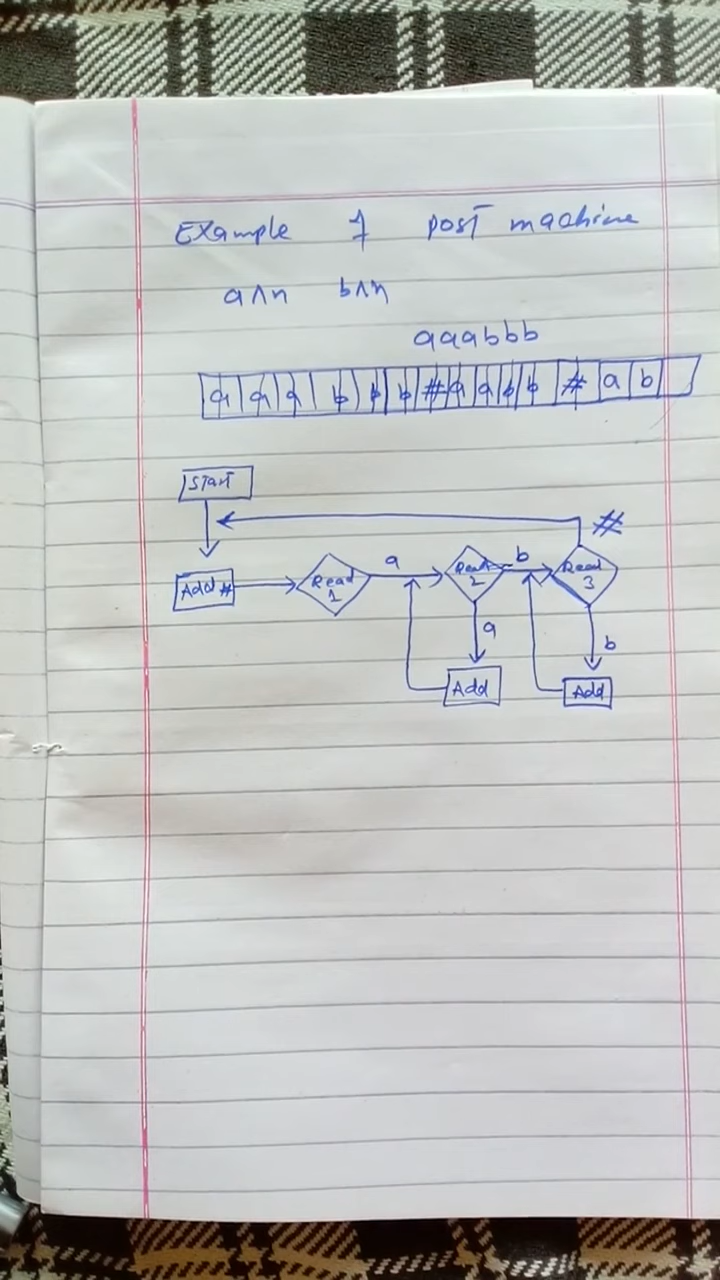 Example of post machine
a^n b^n
aaabbb
a a a b b b # a a b b # a b
Start
#
a b
Add # Read 1 Read 2 Read 3
a
b
Add Add